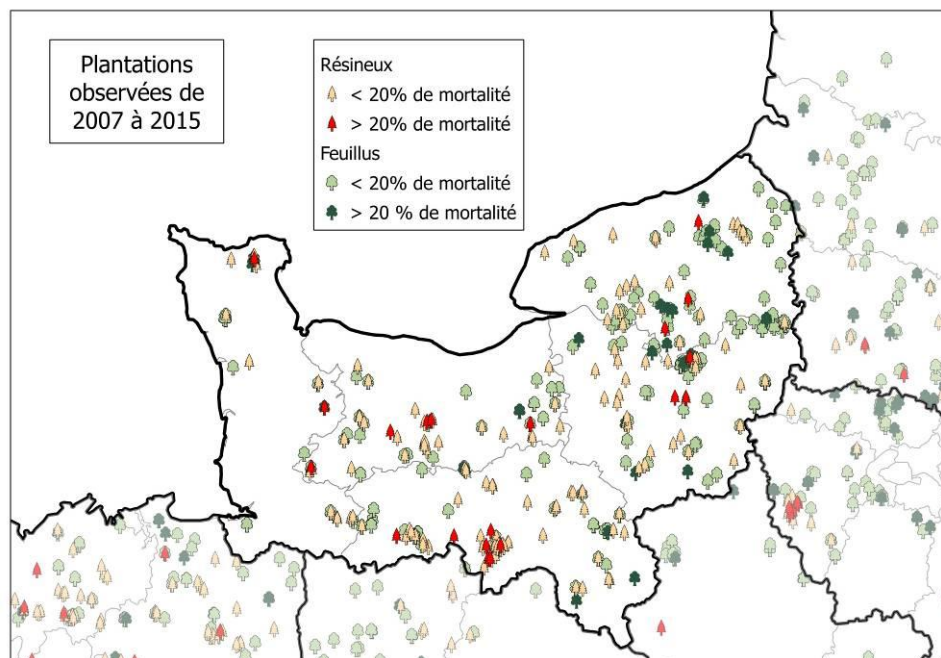 Plantations
observées de
2007 à 2015
Résineux
< 20% de mortalité
> 20% de mortalité
Feuillus
< 20% de mortalité
> 20 % de mortalité